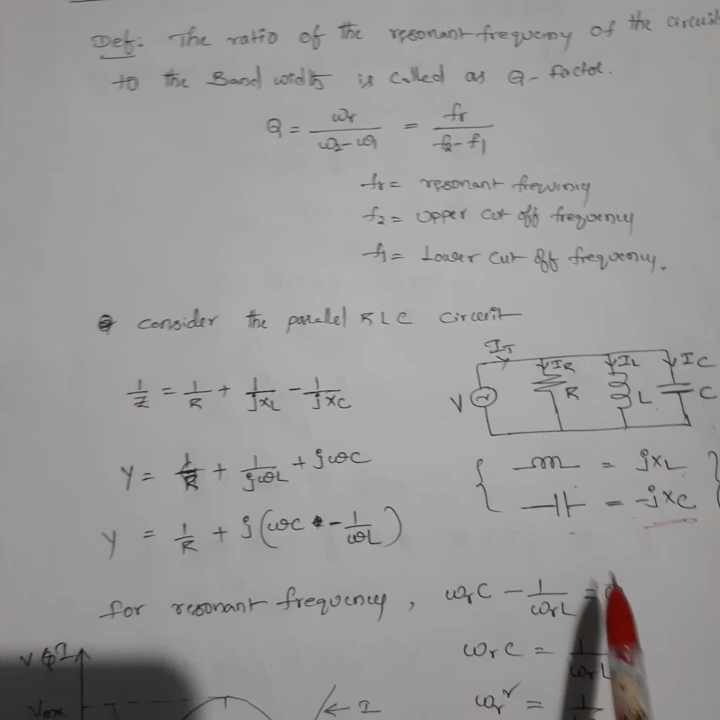 Def: The ratio of the resonant frequency of the circuit
to the Band width is called as Q-factor.
Q = ωr/(ω2-ω1) = fr/(f2-f1)
fr = resonant frequency
f2 = Upper cut off frequency
f1 = Lower cut off frequency.
consider the parallel RLC circuit
IT
IR IL IC
V R L C
1/Z = 1/R + 1/jXL - 1/jXC
= jXL
Y = 1/R + 1/jωL + jωC
= -jXC
Y = 1/R + j(ωC - 1/ωL)
for resonant frequency, ωrC - 1/ωrL =
ωrC = 1/ωrL
V & I
ωr² = 1
Vmax
← I